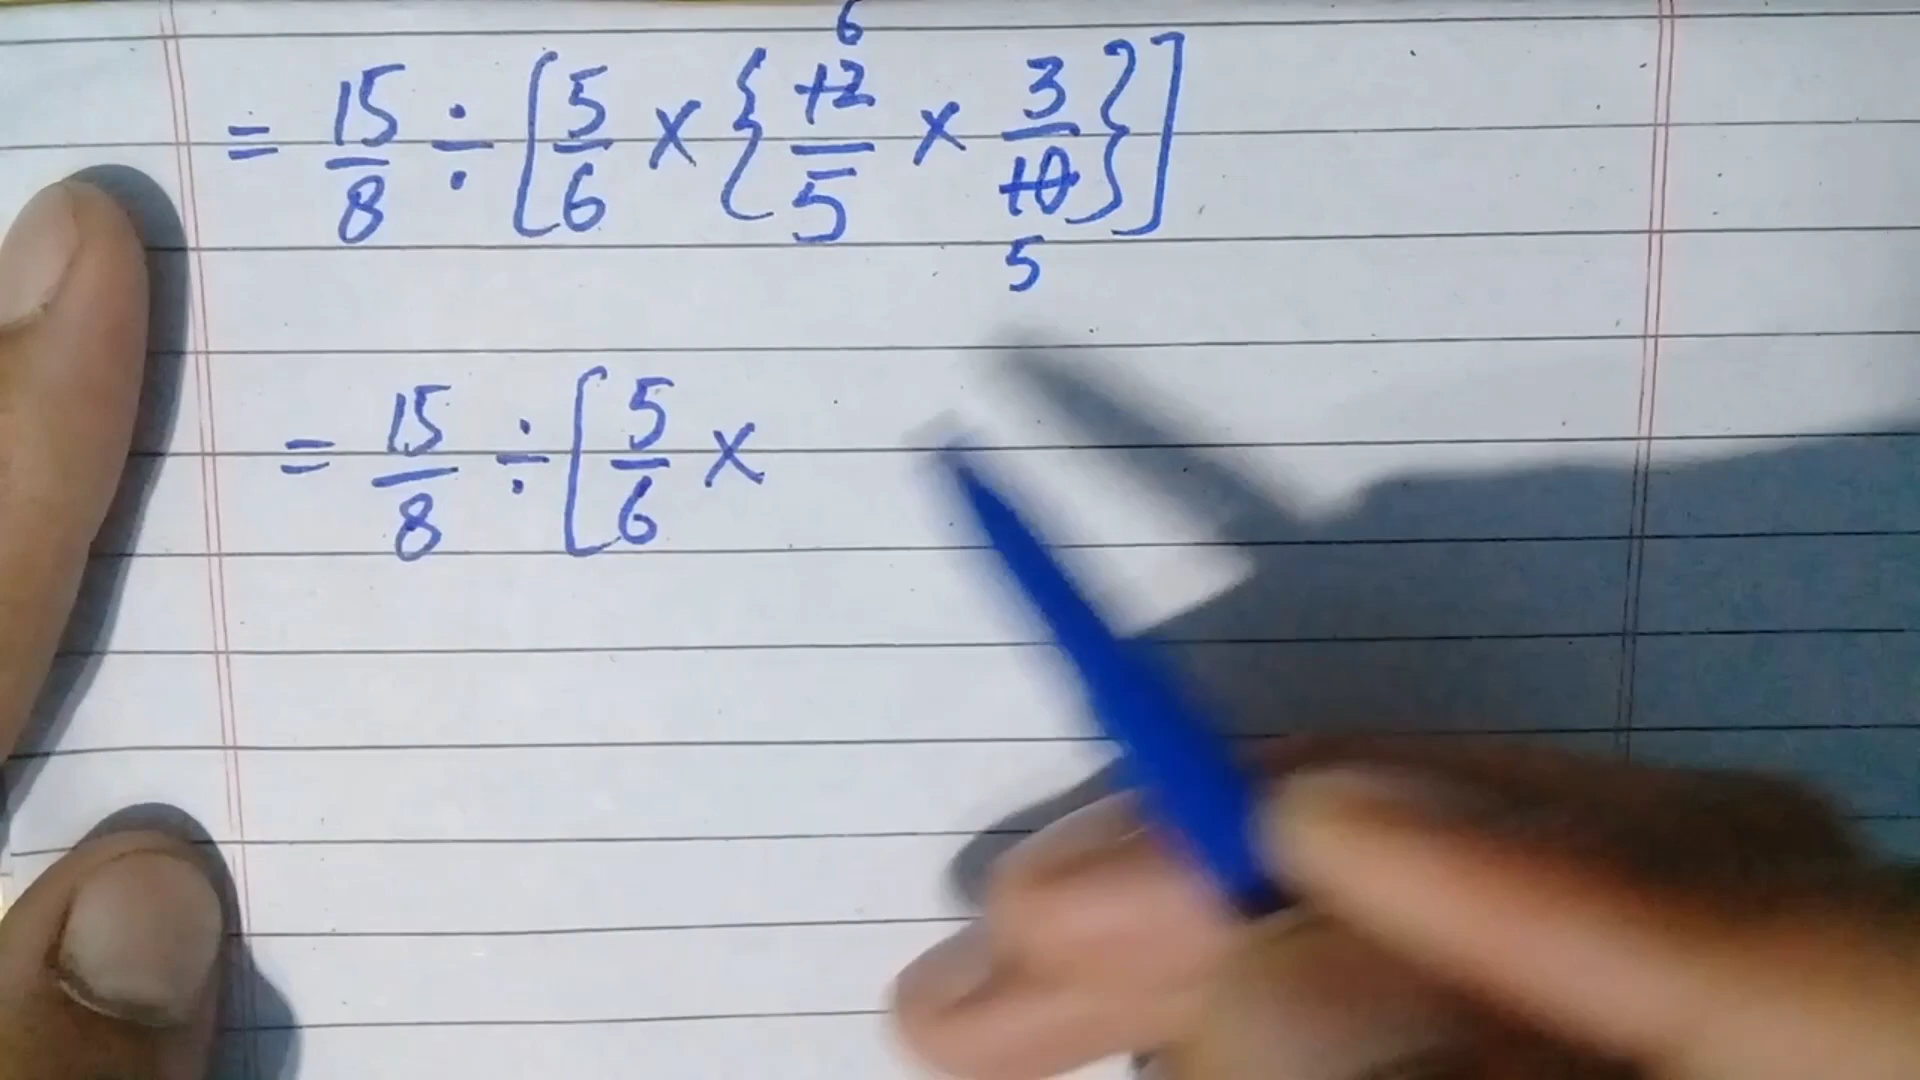 6
= 15/8 ÷ [5/6 × {12/5 × 3/10}]
5
= 15/8 ÷ [5/6 ×